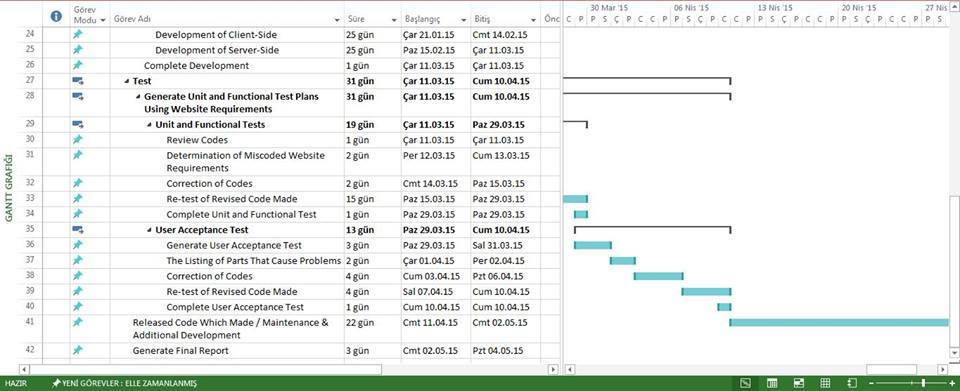 Görev Modu Görev Adı Süre Başlangıç Bitiş Önc
30 Mar '15 06 Nis '15 13 Nis '15 20 Nis '15 27 Nis
C P S Ç P C C P S Ç P C C P S Ç P C C P S Ç P C C P S
24 Development of Client-Side 25 gün Çar 21.01.15 Cmt 14.02.15
25 Development of Server-Side 25 gün Paz 15.02.15 Çar 11.03.15
26 Complete Development 1 gün Çar 11.03.15 Çar 11.03.15
27 Test 31 gün Çar 11.03.15 Cum 10.04.15
28 Generate Unit and Functional Test Plans 31 gün Çar 11.03.15 Cum 10.04.15
Using Website Requirements
29 Unit and Functional Tests 19 gün Çar 11.03.15 Paz 29.03.15
30 Review Codes 1 gün Çar 11.03.15 Çar 11.03.15
31 Determination of Miscoded Website 2 gün Per 12.03.15 Cum 13.03.15
Requirements
32 Correction of Codes 2 gün Cmt 14.03.15 Paz 15.03.15
33 Re-test of Revised Code Made 15 gün Paz 15.03.15 Paz 29.03.15
34 Complete Unit and Functional Test 1 gün Paz 29.03.15 Paz 29.03.15
35 User Acceptance Test 13 gün Paz 29.03.15 Cum 10.04.15
36 Generate User Acceptance Test 3 gün Paz 29.03.15 Sal 31.03.15
37 The Listing of Parts That Cause Problems 2 gün Çar 01.04.15 Per 02.04.15
38 Correction of Codes 4 gün Cum 03.04.15 Pzt 06.04.15
39 Re-test of Revised Code Made 4 gün Sal 07.04.15 Cum 10.04.15
40 Complete User Acceptance Test 1 gün Cum 10.04.15 Cum 10.04.15
41 Released Code Which Made / Maintenance & 22 gün Cmt 11.04.15 Cmt 02.05.15
Additional Development
42 Generate Final Report 3 gün Cmt 02.05.15 Pzt 04.05.15
GANTT GRAFIĞI
HAZIR YENİ GÖREVLER : ELLE ZAMANLANMIŞ